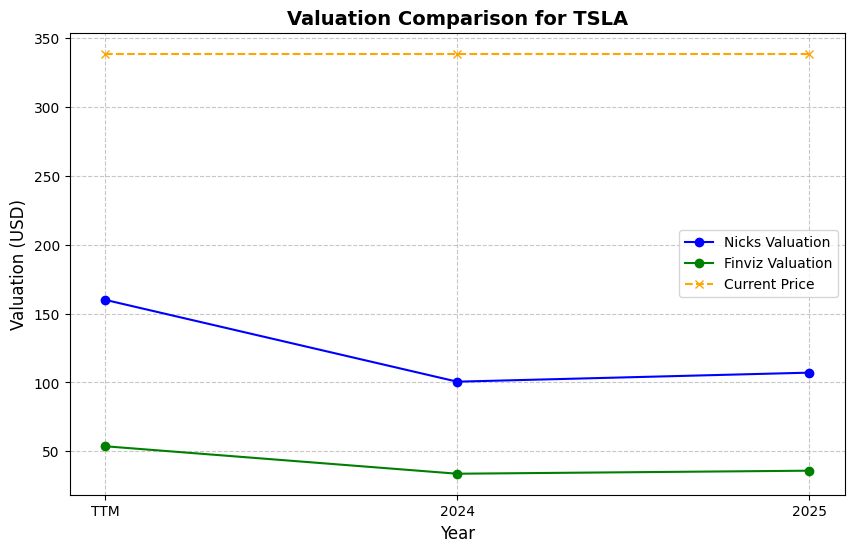 Valuation Comparison for TSLA
350
300
250
200
150
100
50
Valuation (USD)
Nicks Valuation
Finviz Valuation
Current Price
TTM
2024
2025
Year